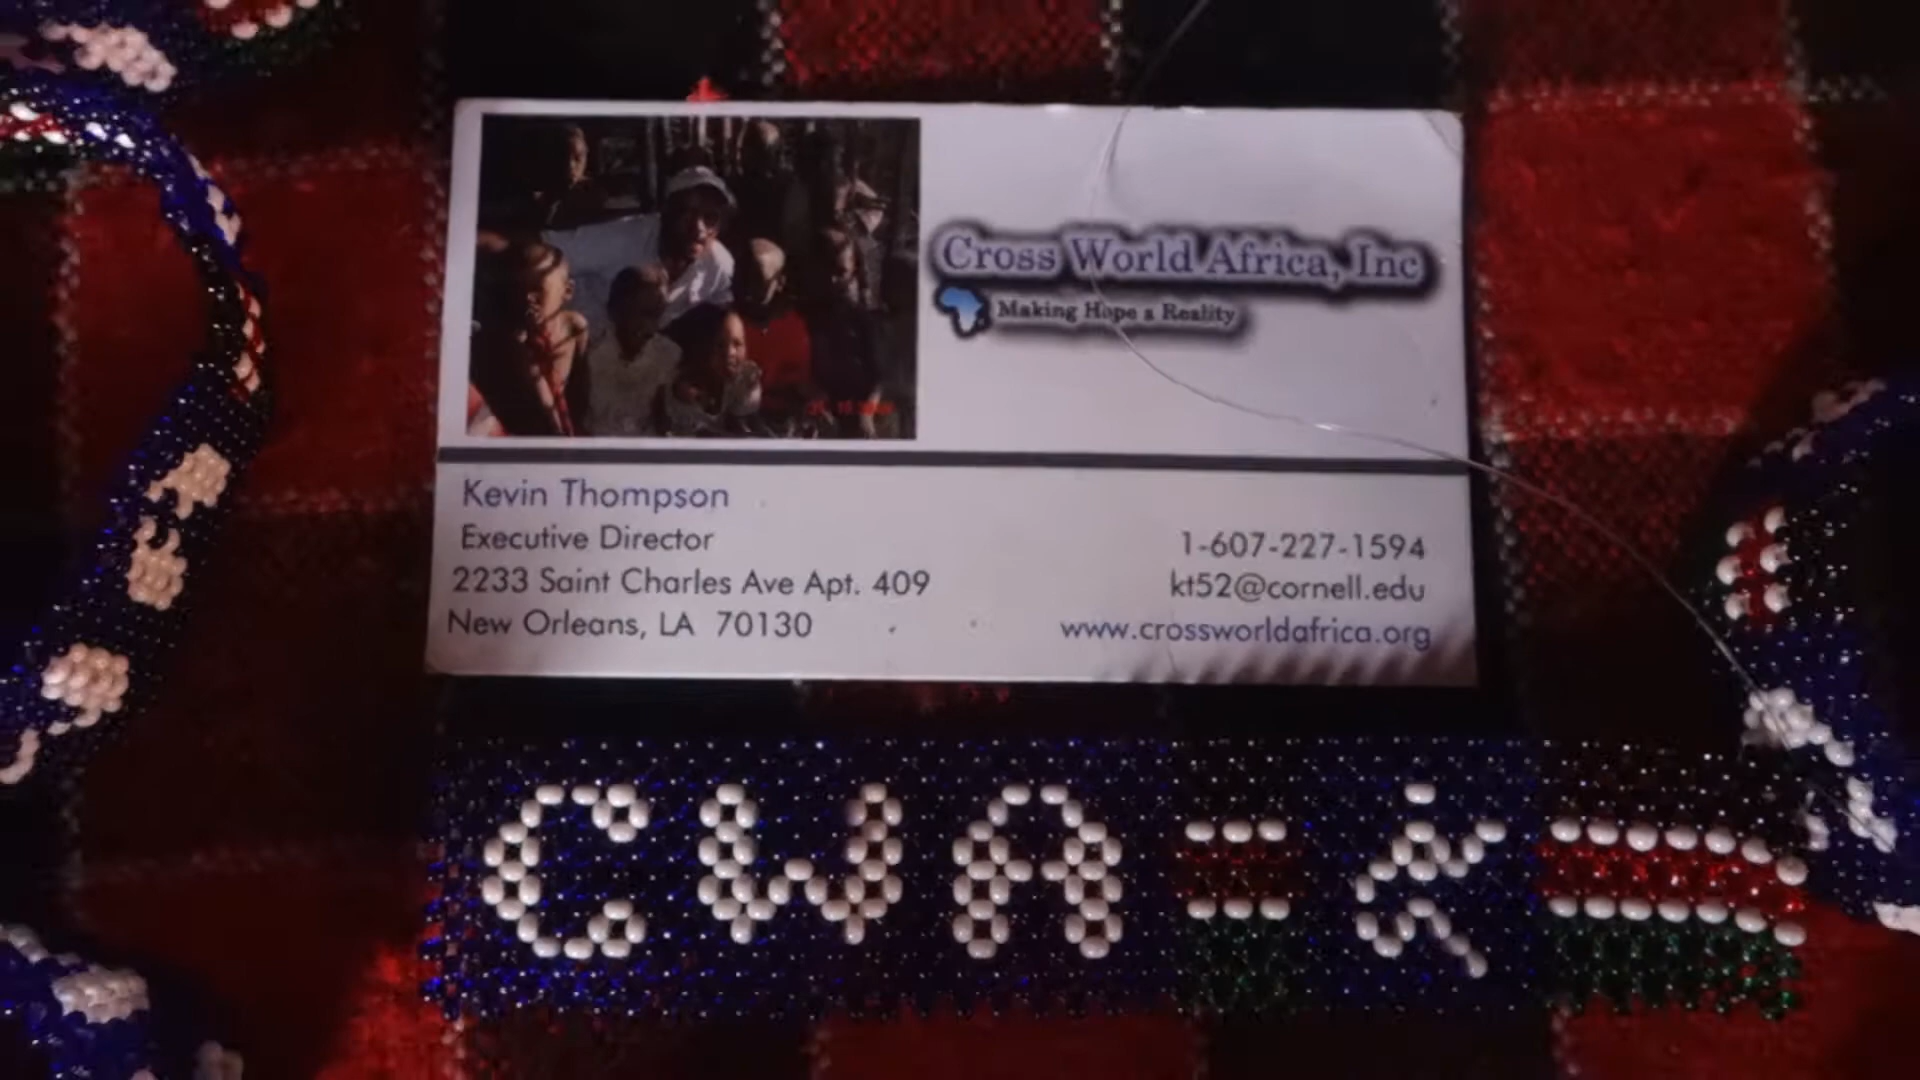 Cross World Africa, Inc
Making Hope a Reality
Kevin Thompson
Executive Director
2233 Saint Charles Ave Apt. 409
New Orleans, LA 70130
1-607-227-1594
kt52@cornell.edu
www.crossworldafrica.org
CWA